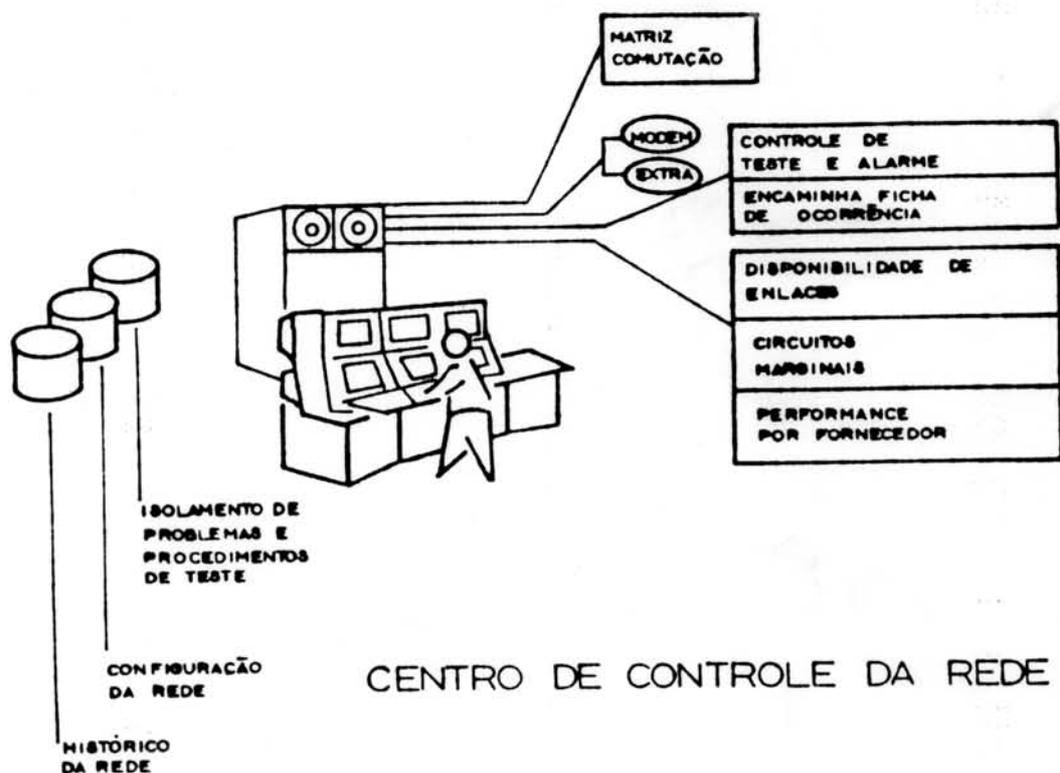 MATRIZ
COMUTAÇÃO
MODEM
EXTRA
CONTROLE DE
TESTE E ALARME
ENCAMINHA FICHA
DE OCORRÊNCIA
DISPONIBILIDADE DE
ENLACES
CIRCUITOS
MARGINAIS
PERFORMANCE
POR FORNECEDOR
ISOLAMENTO DE
PROBLEMAS E
PROCEDIMENTOS
DE TESTE
CONFIGURAÇÃO
DA REDE
HISTÓRICO
DA REDE
CENTRO DE CONTROLE DA REDE